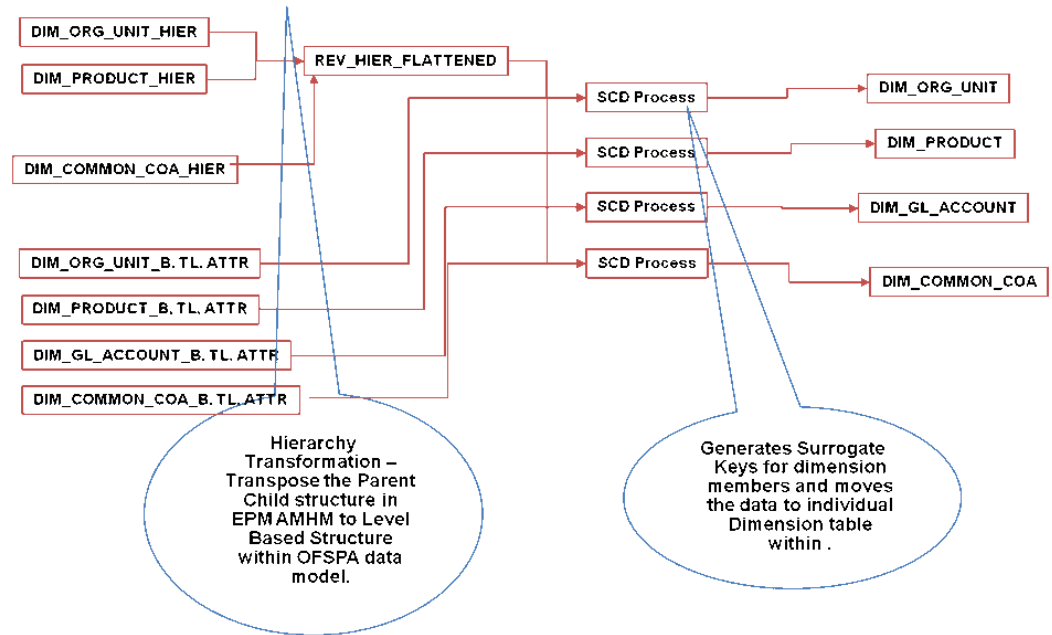 DIM_ORG_UNIT_HIER
DIM_PRODUCT_HIER
DIM_COMMON_COA_HIER
REV_HIER_FLATTENED
DIM_ORG_UNIT_B, TL, ATTR
DIM_PRODUCT_B, TL, ATTR
DIM_GL_ACCOUNT_B, TL, ATTR
DIM_COMMON_COA_B, TL, ATTR
SCD Process
SCD Process
SCD Process
SCD Process
DIM_ORG_UNIT
DIM_PRODUCT
DIM_GL_ACCOUNT
DIM_COMMON_COA
Hierarchy
Transformation –
Transpose the Parent
Child structure in
EPM AMHM to Level
Based Structure
within OFSPA data
model.
Generates Surrogate
Keys for dimension
members and moves
the data to individual
Dimension table
within .